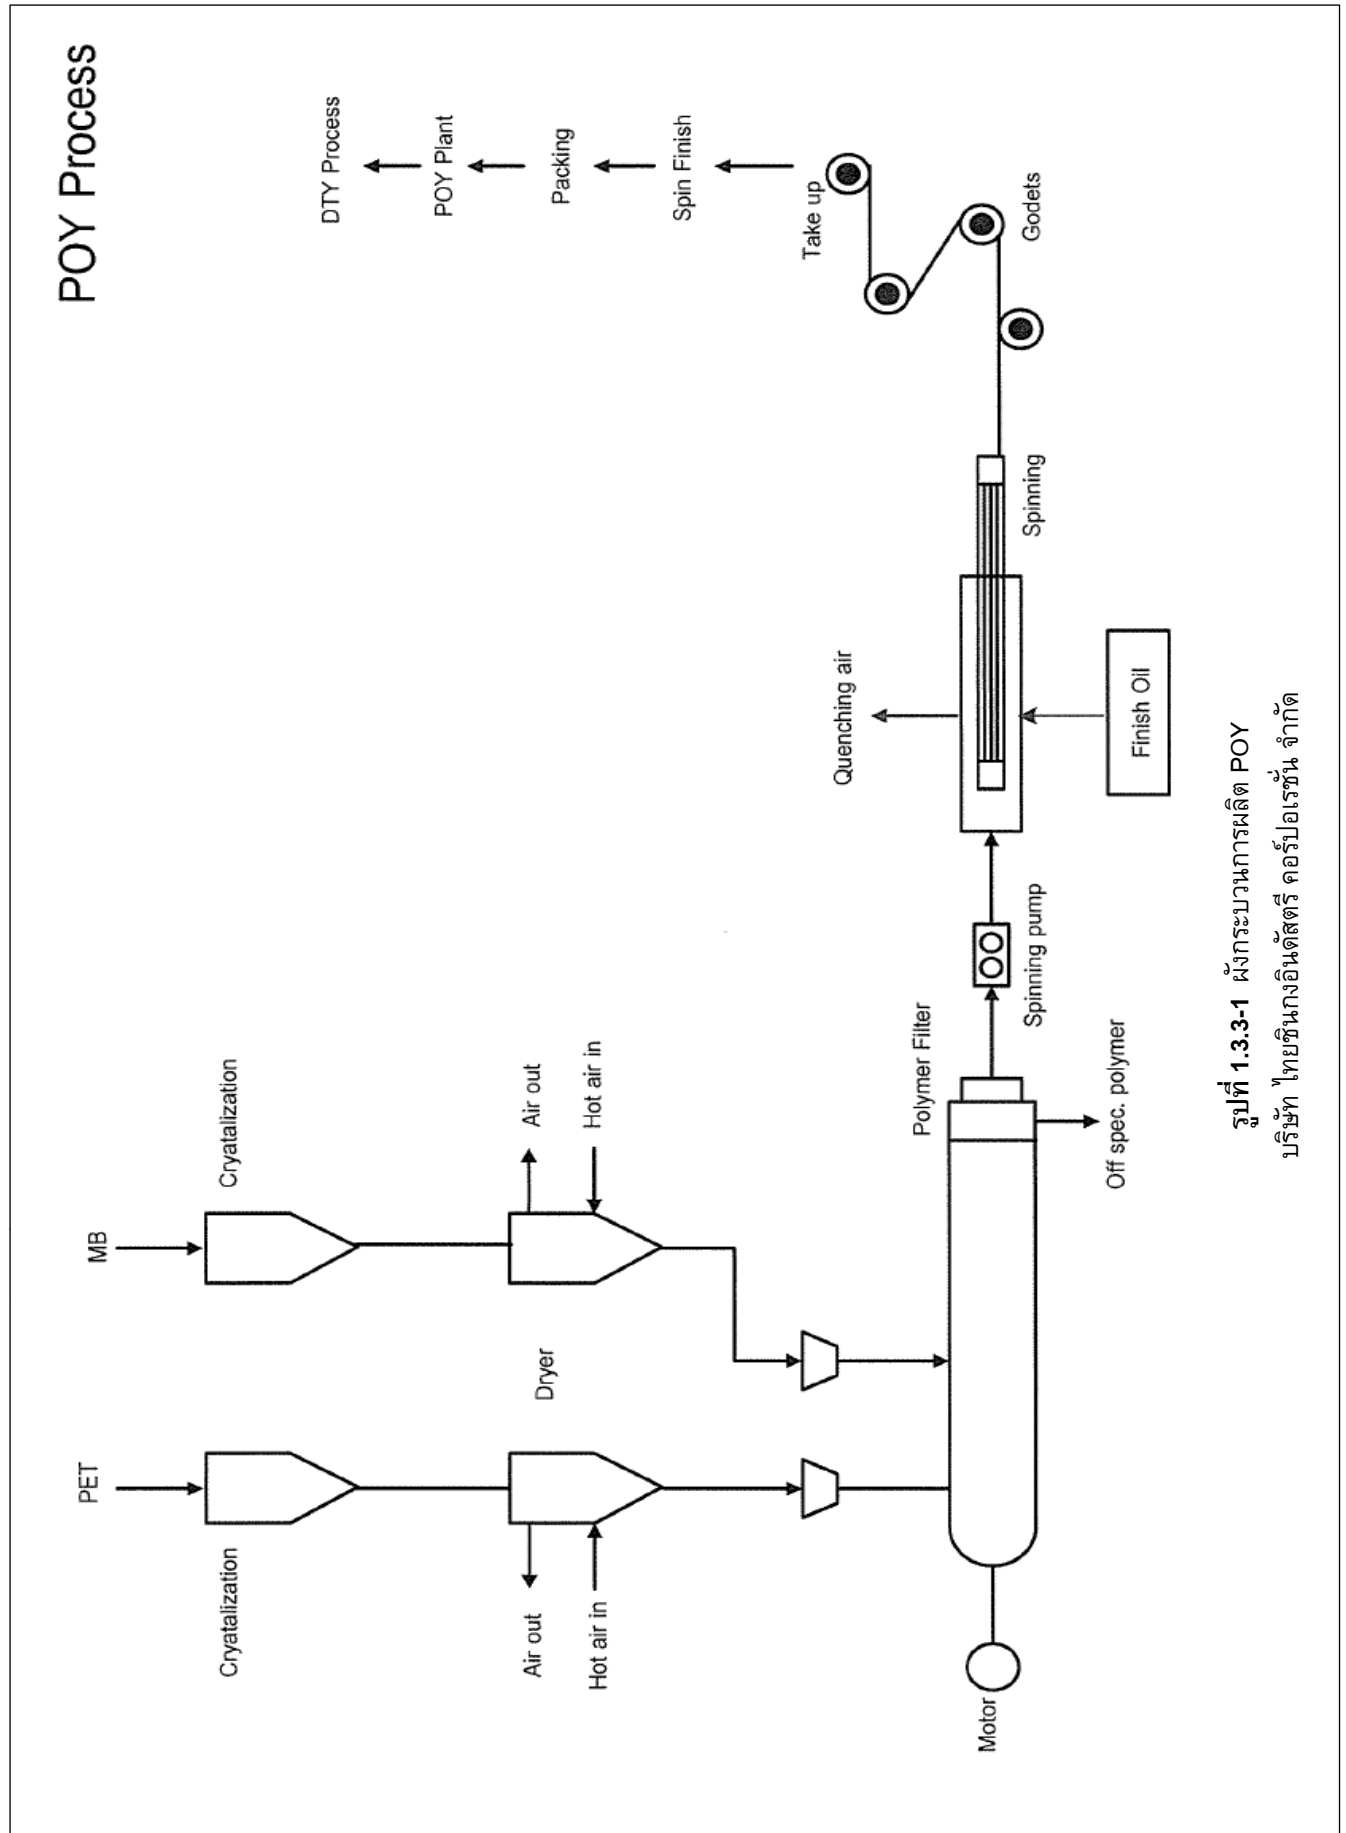 POY Process
PET
MB
Cryatalization
Cryatalization
Air out
Hot air in
Dryer
Air out
Hot air in
Motor
Polymer Filter
Off spec. polymer
Spinning pump
Quenching air
Finish Oil
Spinning
Godets
Take up
Spin Finish
Packing
POY Plant
DTY Process
รูปที่ 1.3.3-1 ผังกระบวนการผลิต POY
บริษัท ไทยชินกงอินดัสตรี คอร์ปอเรชั่น จำกัด